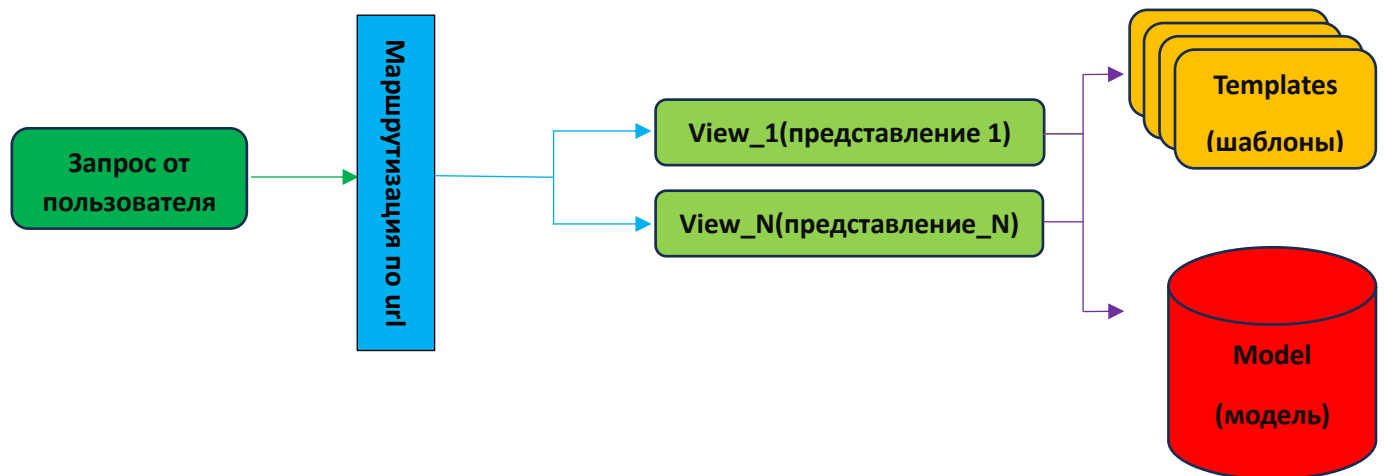 Запрос от
пользователя
Маршрутизация по url
View_1(представление 1)
View_N(представление_N)
Templates
(шаблоны)
Model
(модель)